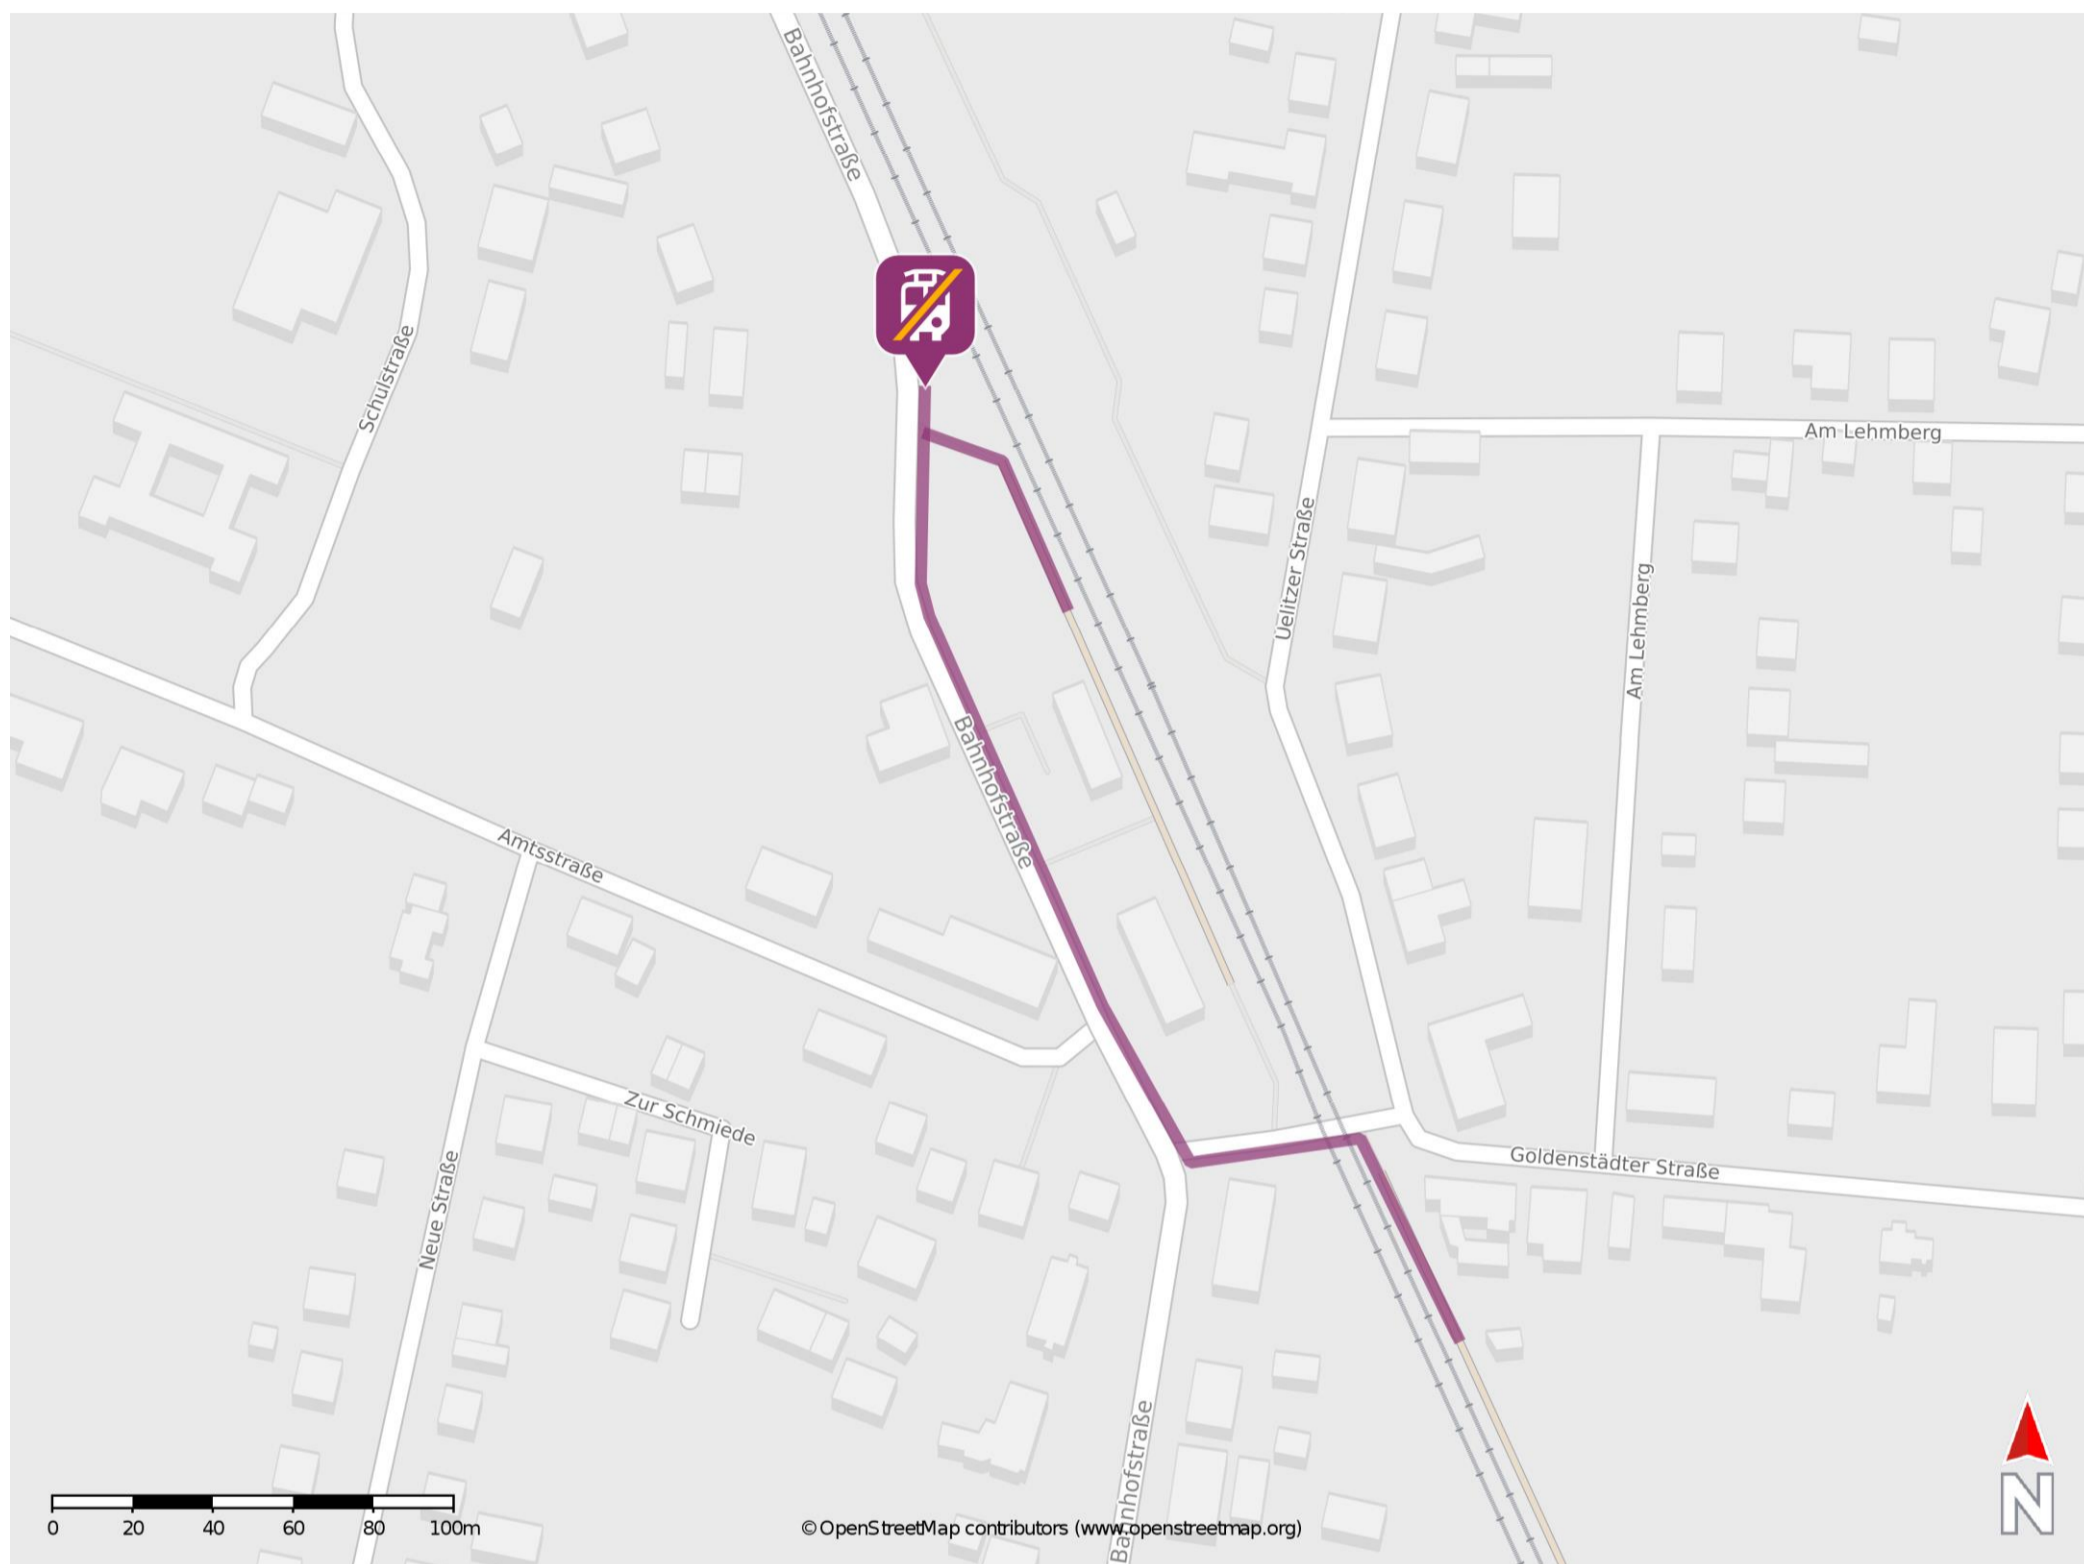 Bahnhofstraße
Schulstraße
Am Lehmberg
Uelitzer Straße
Am Lehmberg
Bahnhofstraße
Amtsstraße
Zur Schmiede
Goldenstädter Straße
Neue Straße
Bahnhofstraße
N
0 20 40 60 80 100m
© OpenStreetMap contributors (www.openstreetmap.org)